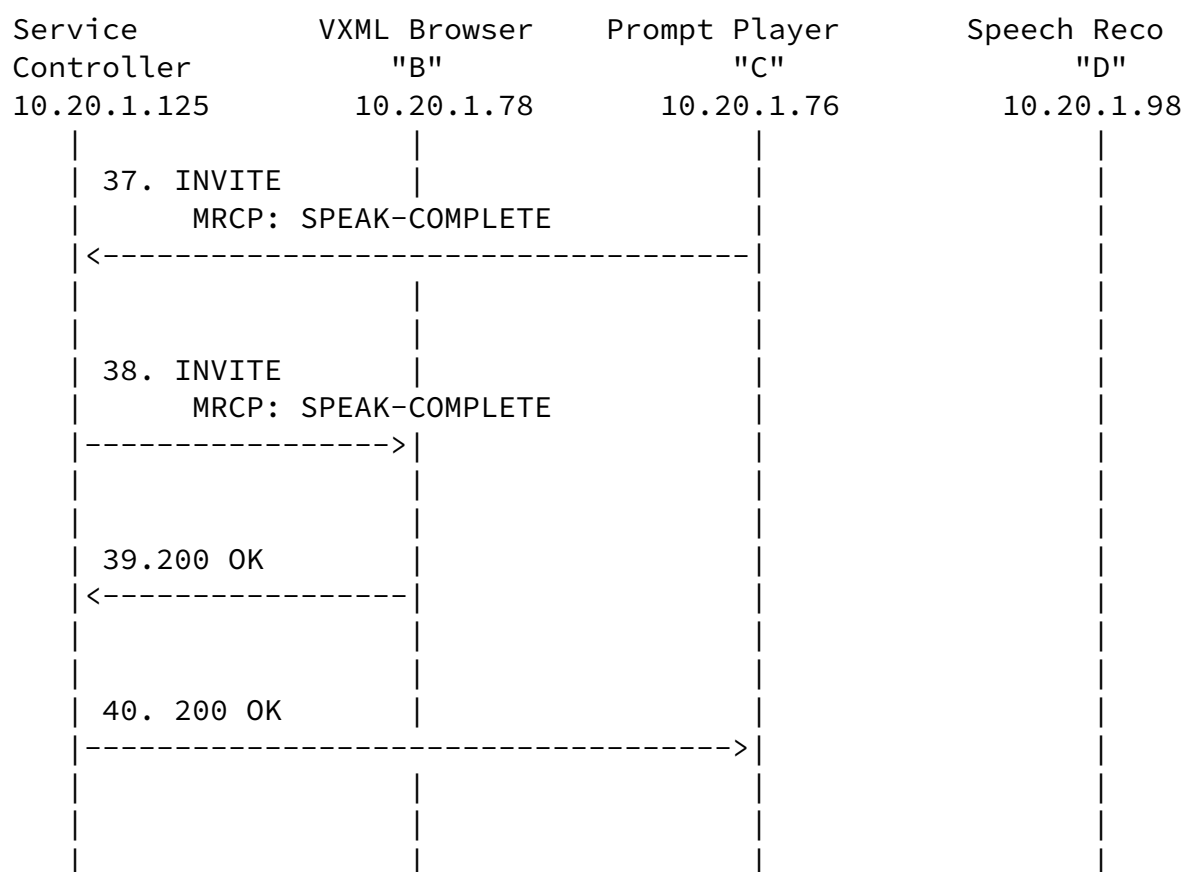 Service VXML Browser Prompt Player Speech Reco
Controller "B" "C" "D"
10.20.1.125 10.20.1.78 10.20.1.76 10.20.1.98
37. INVITE
MRCP: SPEAK-COMPLETE
38. INVITE
MRCP: SPEAK-COMPLETE
39.200 OK
40. 200 OK